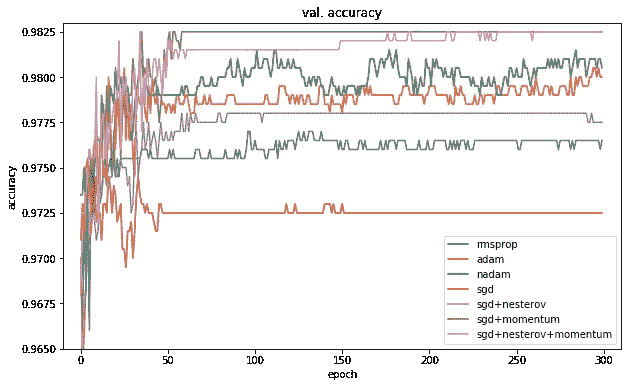 val. accuracy
accuracy
0.9825
0.9800
0.9775
0.9750
0.9725
0.9700
0.9675
0.9650
rmsprop
adam
nadam
sgd
sgd+nesterov
sgd+momentum
sgd+nesterov+momentum
0 50 100 150 200 250 300
epoch